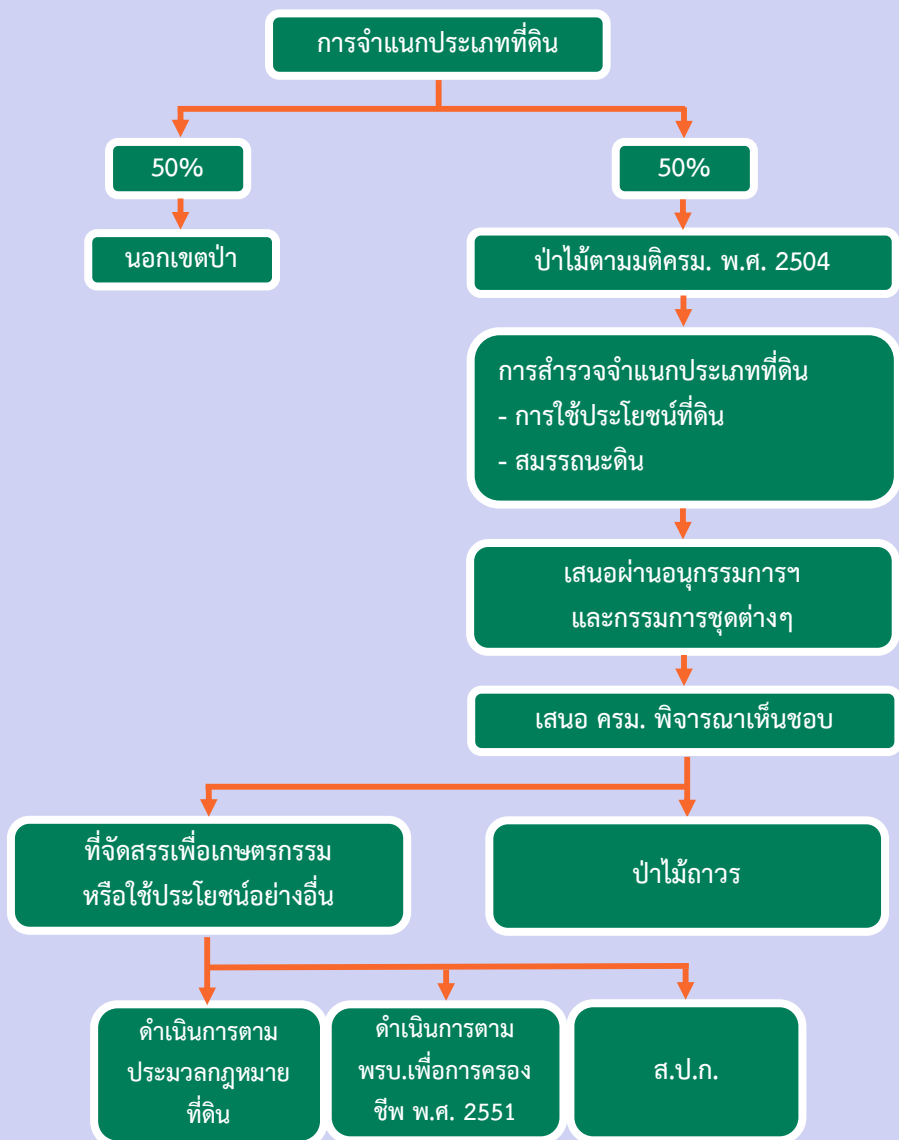 การจำแนกประเภทที่ดิน
50%
50%
นอกเขตป่า
ป่าไม้ตามมติครม. พ.ศ. 2504
การสำรวจจำแนกประเภทที่ดิน
- การใช้ประโยชน์ที่ดิน
- สมรรถนะดิน
เสนอผ่านอนุกรรมการฯ
และกรรมการชุดต่างๆ
เสนอ ครม. พิจารณาเห็นชอบ
ที่จัดสรรเพื่อเกษตรกรรม
หรือใช้ประโยชน์อย่างอื่น
ป่าไม้ถาวร
ดำเนินการตาม
ประมวลกฎหมาย
ที่ดิน
ดำเนินการตาม
พรบ.เพื่อการครอง
ชีพ พ.ศ. 2551
ส.ป.ก.